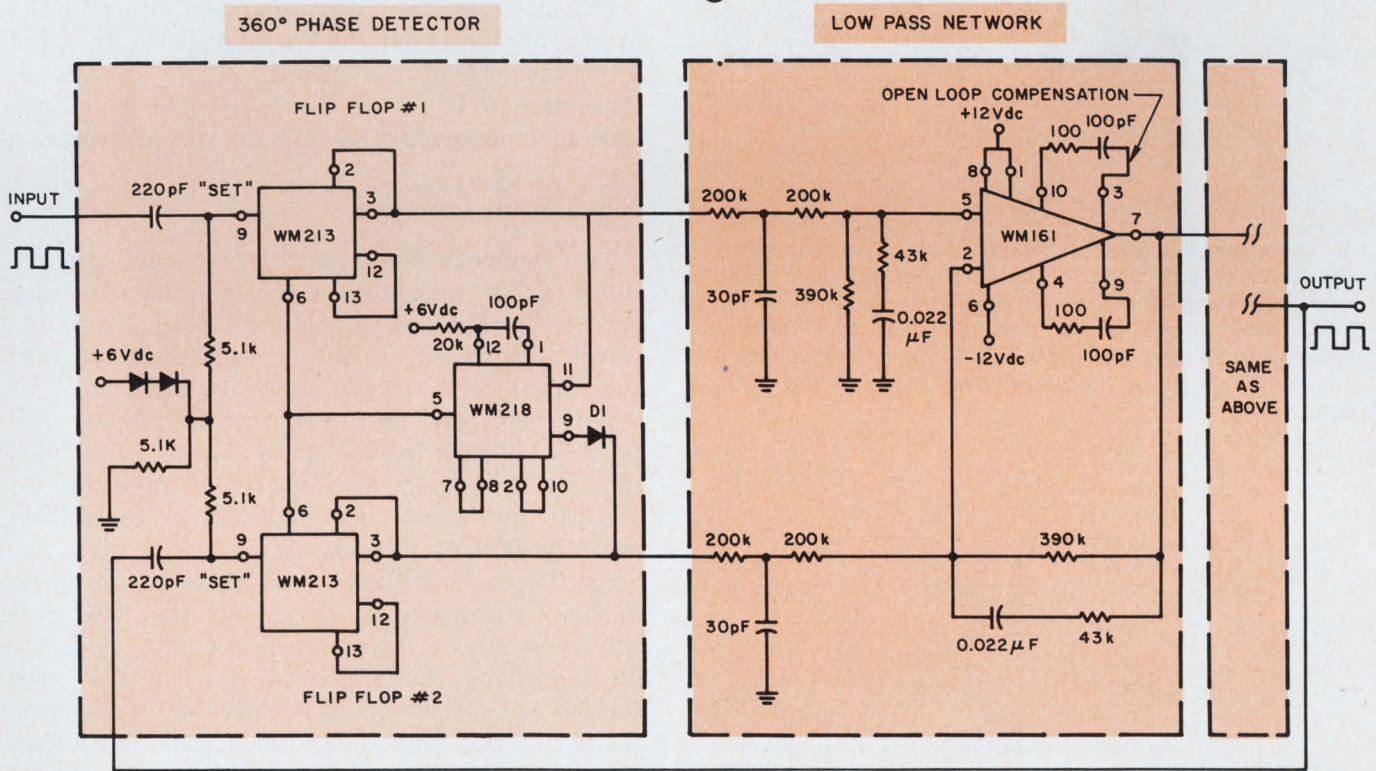 360° PHASE DETECTOR
LOW PASS NETWORK
FLIP FLOP #1
OPEN LOOP COMPENSATION
+12Vdc
100
100pF
INPUT
220pF "SET"
9
WM213
2
3
12
13
6
200k
200k
30pF
390k
43k
0.022
μF
8
1
10
3
5
2
7
WM161
6
4
9
-12Vdc
100
100pF
OUTPUT
+6Vdc
20k
100pF
12
1
5.1k
+6Vdc
5.1K
5.1k
5
WM218
11
9
D1
7
8
2
10
SAME
AS
ABOVE
9
220pF "SET"
6
2
3
WM213
12
13
FLIP FLOP #2
200k
200k
30pF
390k
0.022μF
43k